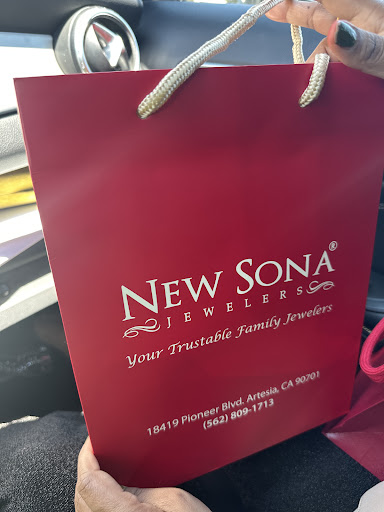 NEW SONA®
JEWELERS
Your Trustable Family Jewelers
18419 Pioneer Blvd. Artesia, CA 90701
(562) 809-1713